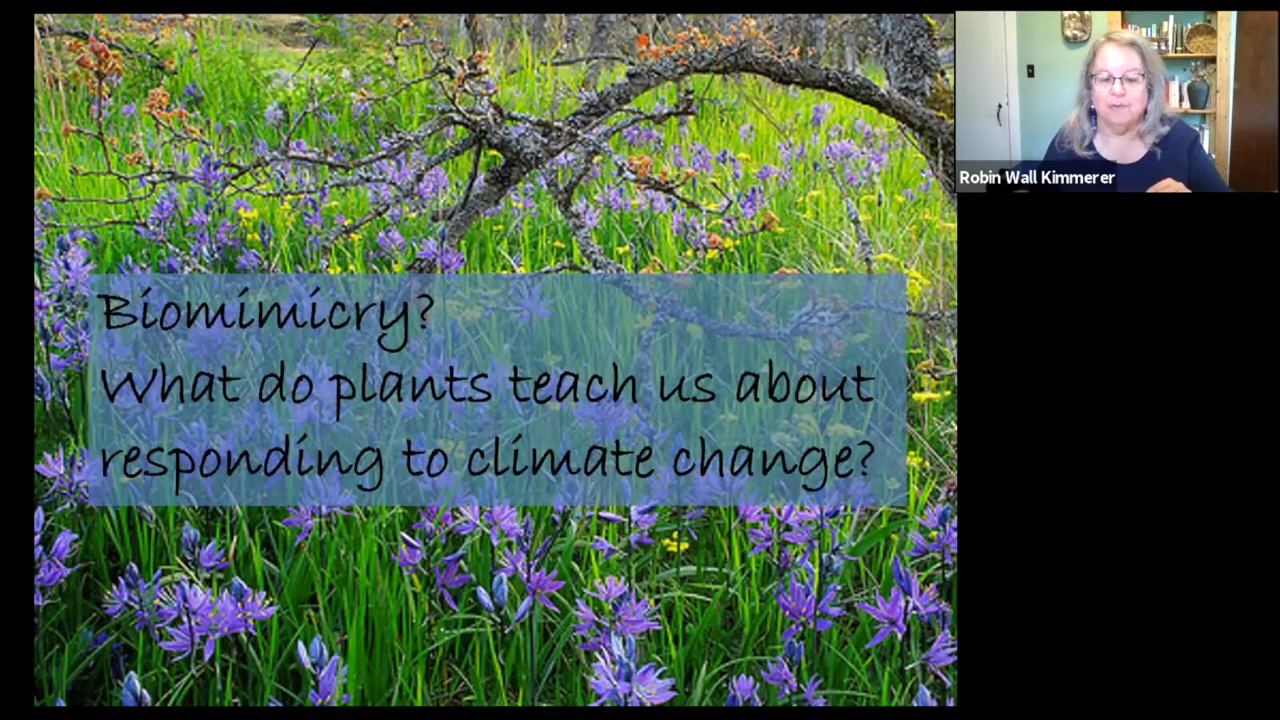 Biomimicry?
What do plants teach us about
responding to climate change?
Robin Wall Kimmerer